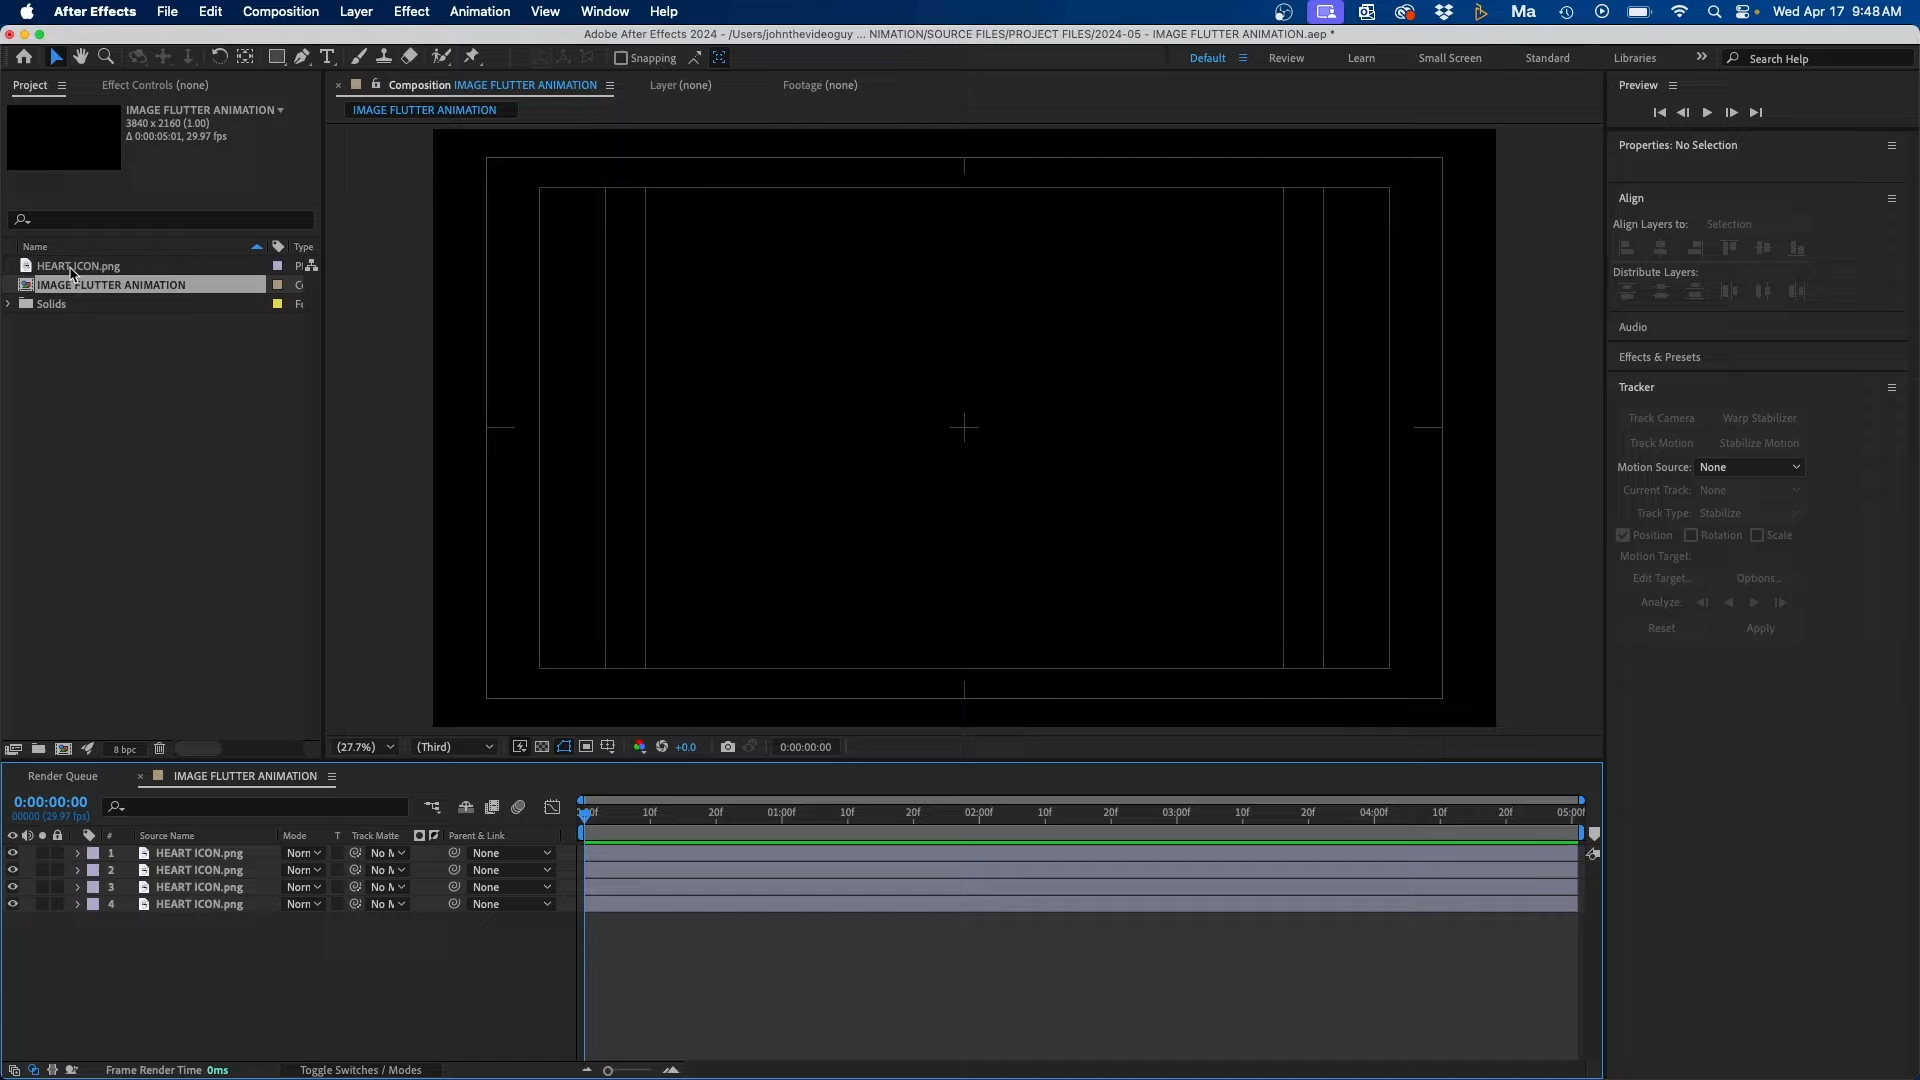 After Effects File Edit Composition Layer Effect Animation View Window Help Ma Wed Apr 17 9:48 AM
Adobe After Effects 2024 - /Users/johnthevideoguy ... NIMATION/SOURCE FILES/PROJECT FILES/2024-05 - IMAGE FLUTTER ANIMATION.aep *
Snapping Default Review Learn Small Screen Standard Libraries Search Help
Project Effect Controls (none) Composition IMAGE FLUTTER ANIMATION Layer (none) Footage (none) Preview
IMAGE FLUTTER ANIMATION
3840 x 2160 (1.00)
Δ 0:00:05:01, 29.97 fps
IMAGE FLUTTER ANIMATION
Name Type
HEART ICON.png
IMAGE FLUTTER ANIMATION
Solids
8 bpc
(27.7%) (Third) +0.0 0:00:00:00
Properties: No Selection
Align
Align Layers to: Selection
Distribute Layers:
Audio
Effects & Presets
Tracker
Track Camera Warp Stabilizer
Track Motion Stabilize Motion
Motion Source: None
Current Track: None
Track Type: Stabilize
Position Rotation Scale
Motion Target:
Edit Target... Options...
Analyze:
Reset Apply
Render Queue IMAGE FLUTTER ANIMATION
0:00:00:00
00000 (29.97 fps)
10f 20f 01:00f 10f 20f 02:00f 10f 20f 03:00f 10f 20f 04:00f 10f 20f 05:00f
# Source Name Mode T Track Matte Parent & Link
1 HEART ICON.png Norn No M None
2 HEART ICON.png Norn No M None
3 HEART ICON.png Norn No M None
4 HEART ICON.png Norn No M None
Frame Render Time 0ms Toggle Switches / Modes